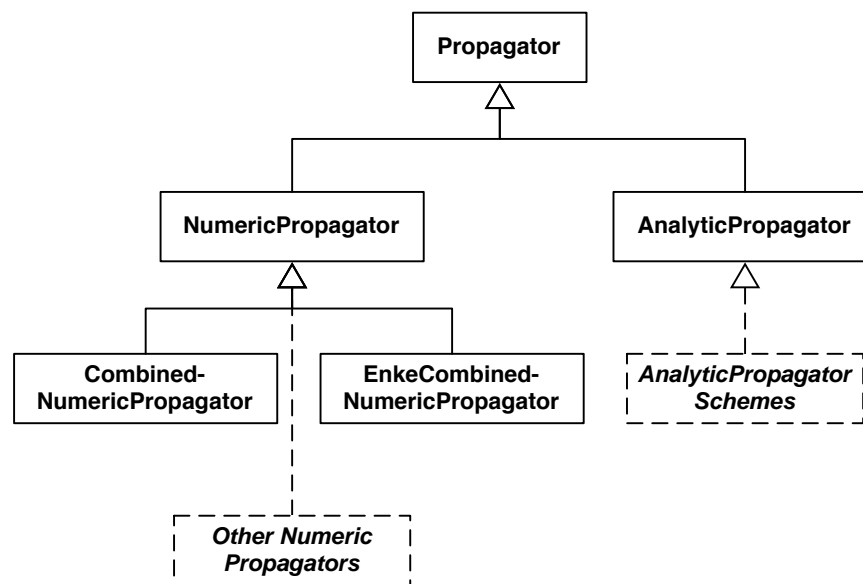 Propagator
NumericPropagator
AnalyticPropagator
Combined-
NumericPropagator
EnkeCombined-
NumericPropagator
AnalyticPropagator
Schemes
Other Numeric
Propagators